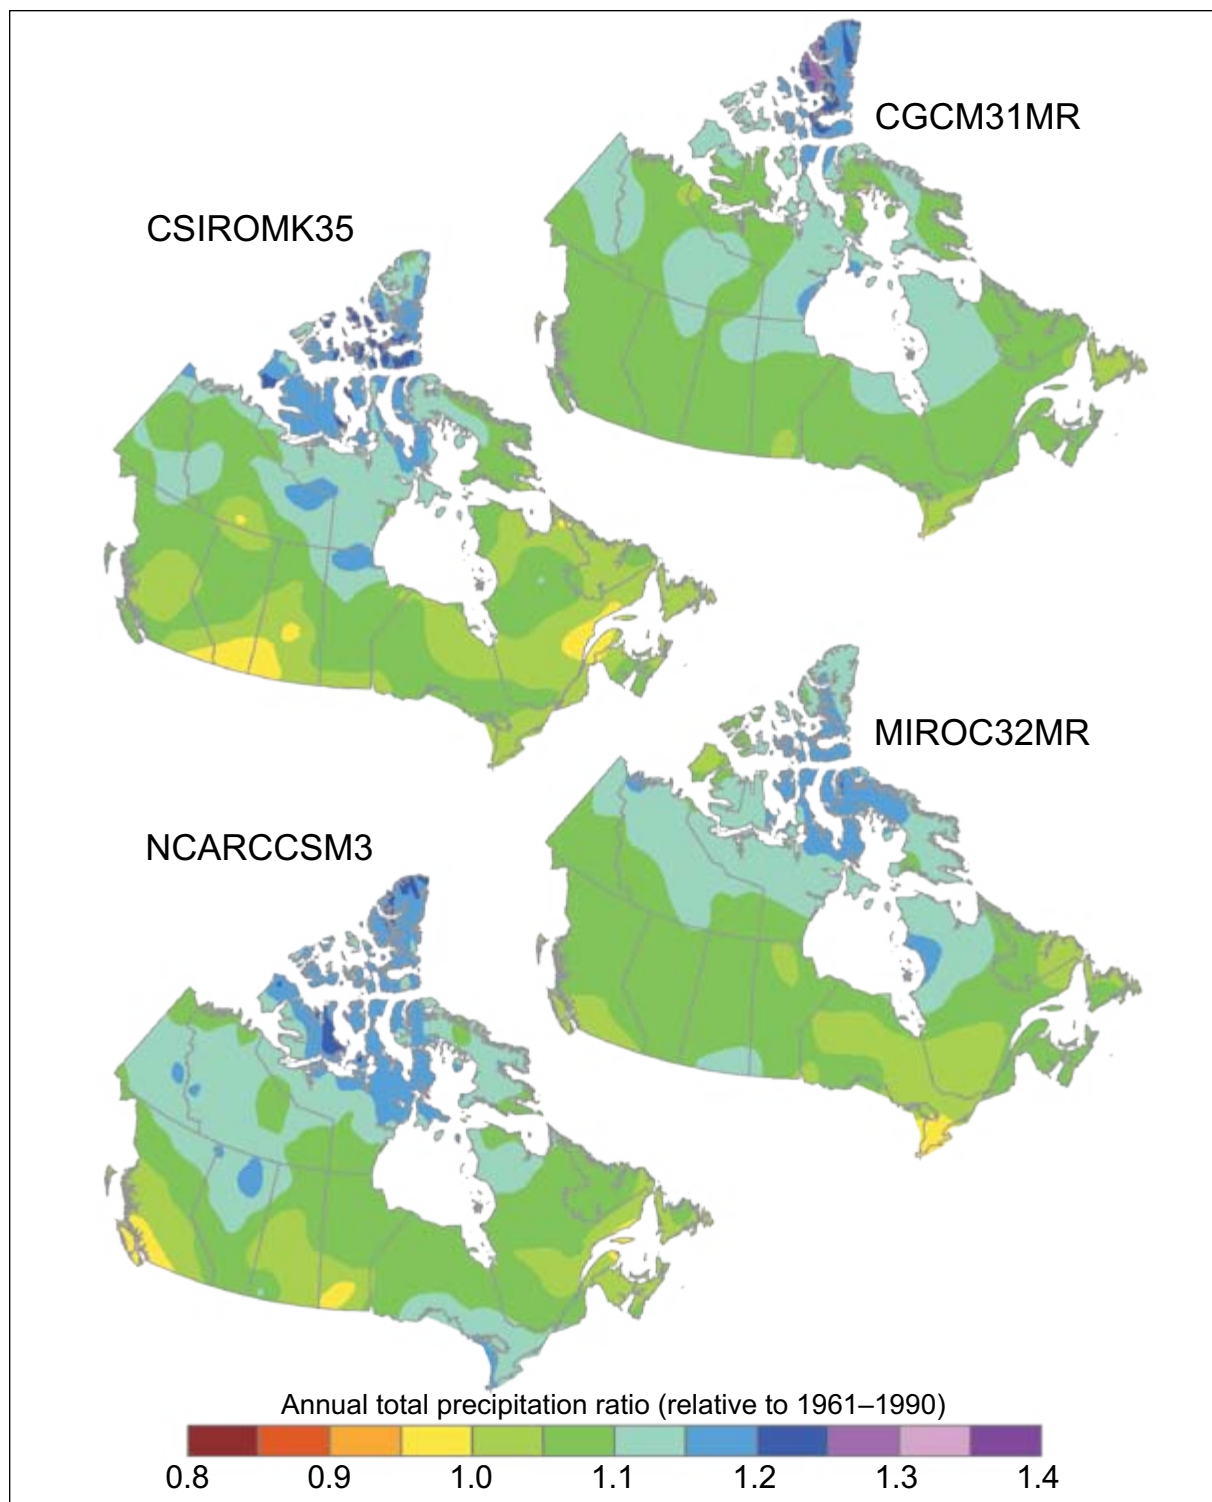 CGCM31MR
CSIROMK35
MIROC32MR
NCARCCSM3
Annual total precipitation ratio (relative to 1961–1990)
0.8 0.9 1.0 1.1 1.2 1.3 1.4